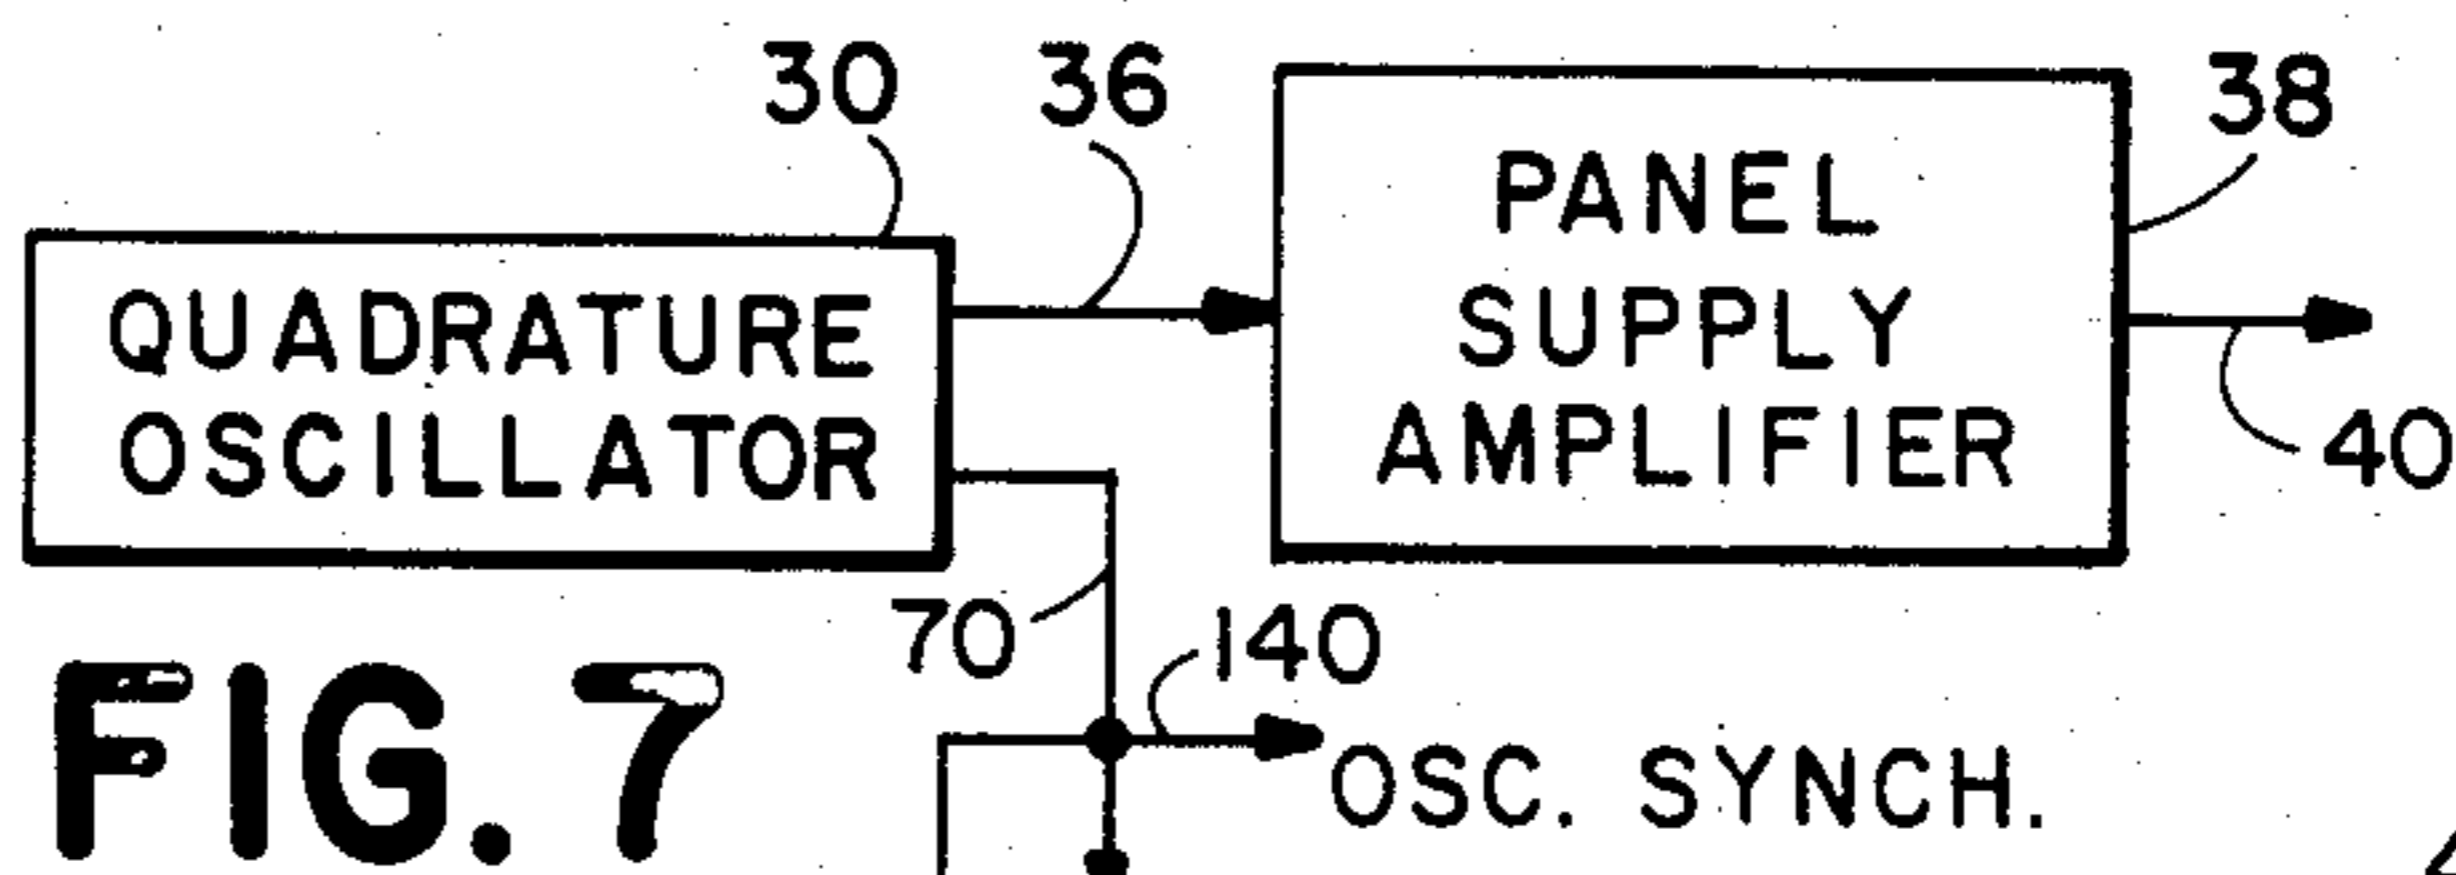 30
36
38
PANEL
SUPPLY
AMPLIFIER
QUADRATURE
OSCILLATOR
40
70
140
OSC. SYNCH.
FIG. 7